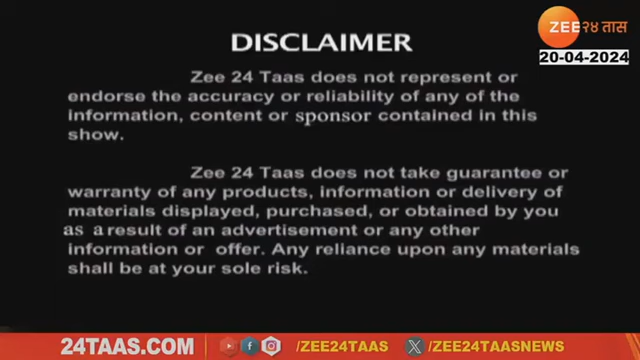 ZEE २४ तास
20-04-2024
DISCLAIMER
Zee 24 Taas does not represent or
endorse the accuracy or reliability of any of the
information, content or sponsor contained in this
show.
Zee 24 Taas does not take guarantee or
warranty of any products, information or delivery of
materials displayed, purchased, or obtained by you
as a result of an advertisement or any other
information or offer. Any reliance upon any materials
shall be at your sole risk.
24TAAS.COM /ZEE24TAAS /ZEE24TAASNEWS